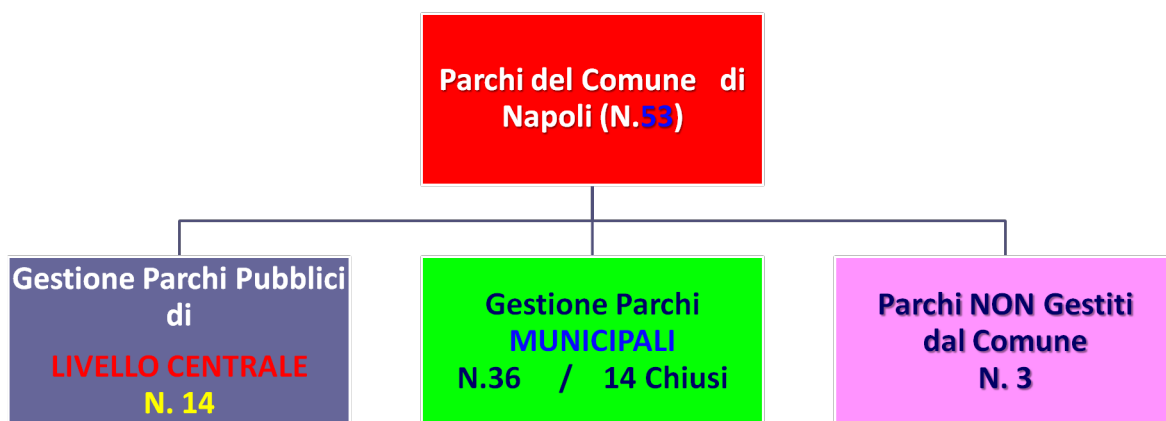 Parchi del Comune di
Napoli (N.53)
Gestione Parchi Pubblici
di
LIVELLO CENTRALE
N. 14
Gestione Parchi
MUNICIPALI
N.36 / 14 Chiusi
Parchi NON Gestiti
dal Comune
N. 3